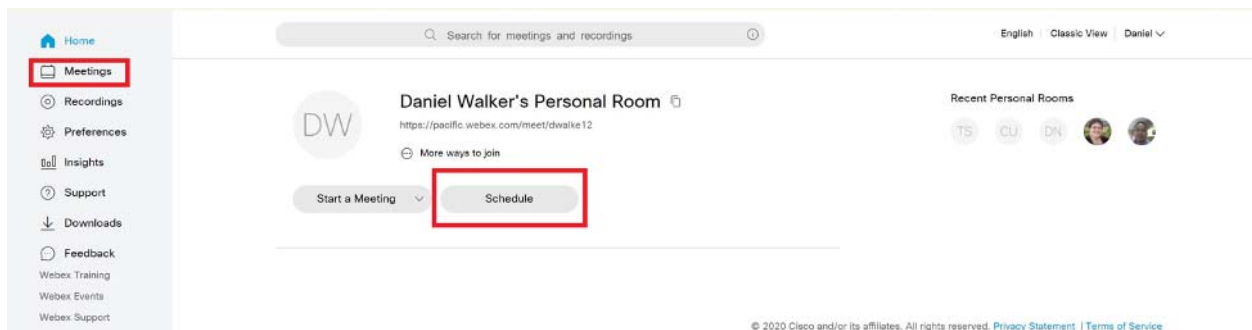 Home
Meetings
Recordings
Preferences
Insights
Support
Downloads
Feedback
Webex Training
Webex Events
Webex Support
Search for meetings and recordings
English Classic View Daniel
DW
Daniel Walker's Personal Room
https://pacific.webex.com/meet/dwalke12
More ways to join
Start a Meeting
Schedule
Recent Personal Rooms
TS CU DN
© 2020 Cisco and/or its affiliates. All rights reserved. Privacy Statement | Terms of Service